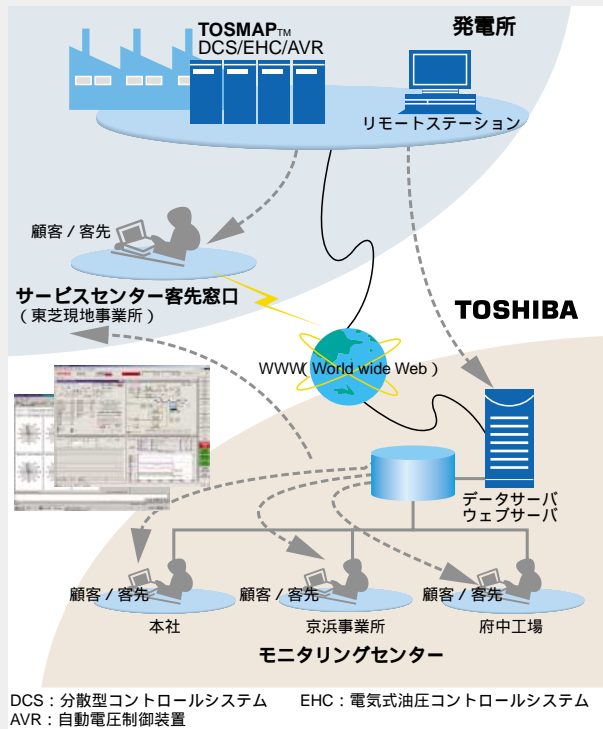 TOSMAP™
DCS/EHC/AVR
発電所
リモートステーション
顧客 / 客先
サービスセンター客先窓口
（東芝現地事業所）
TOSHIBA
WWW（World wide Web）
データサーバ
ウェブサーバ
顧客 / 客先
顧客 / 客先
顧客 / 客先
本社
京浜事業所
府中工場
モニタリングセンター
DCS：分散型コントロールシステム
EHC：電気式油圧コントロールシステム
AVR：自動電圧制御装置